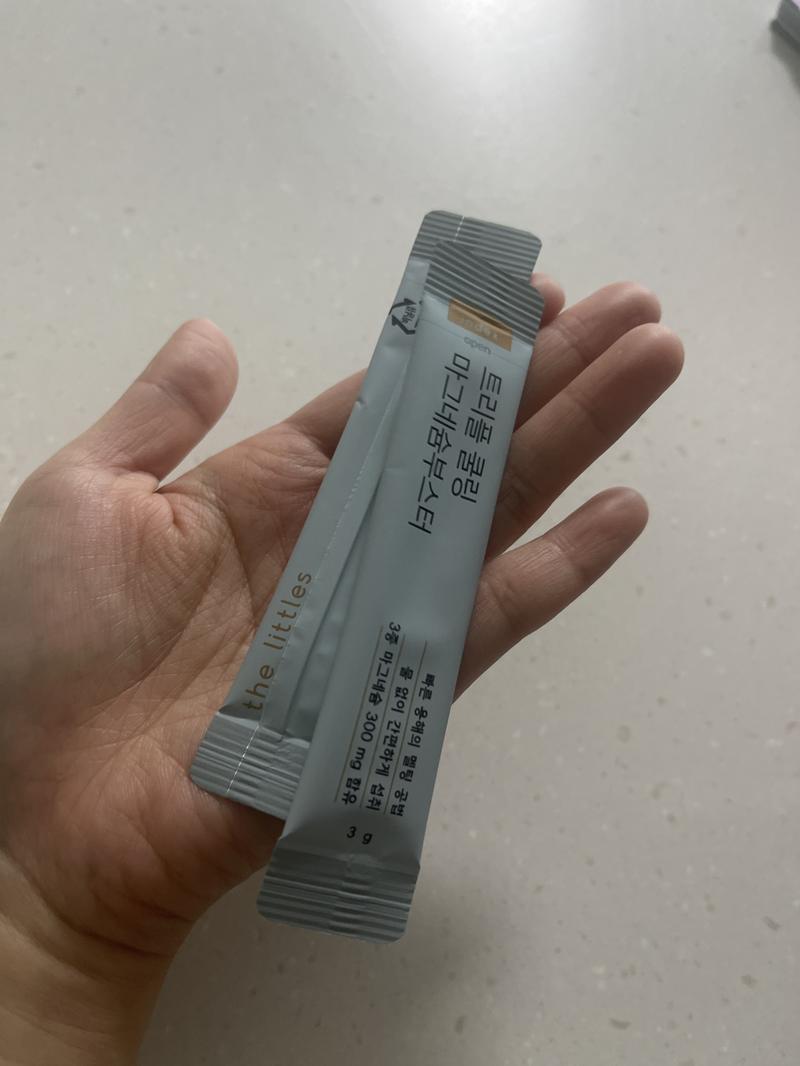 open
트리플 쿨링
마그네슘부스터
빠른 용해의 멜팅 공법
물 없이 간편하게 섭취
3종 마그네슘 300 mg 함유
3 g
the littles